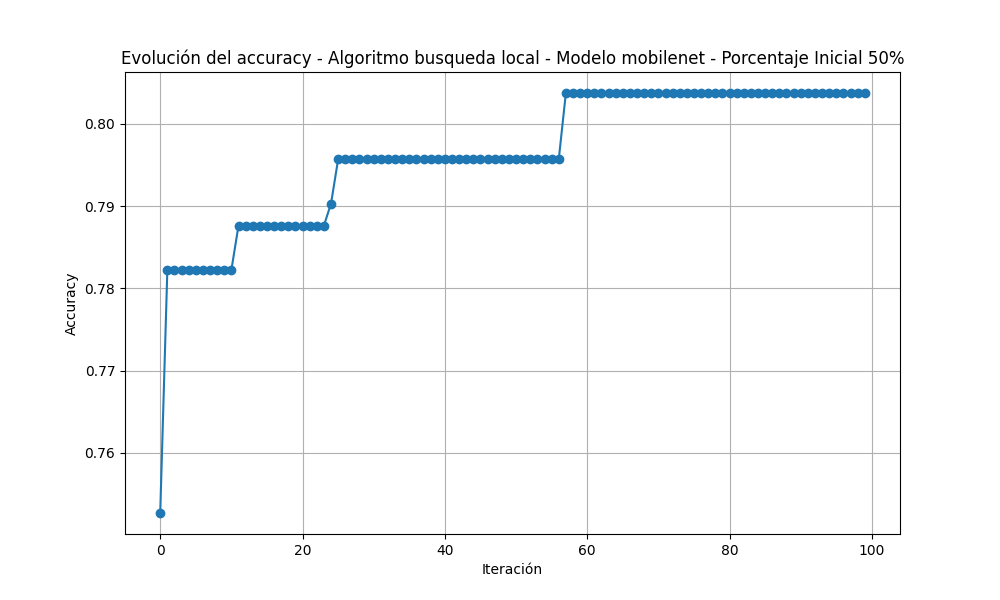 Evolución del accuracy - Algoritmo busqueda local - Modelo mobilenet - Porcentaje Inicial 50%
0.80
0.79
0.78
0.77
0.76
Accuracy
0 20 40 60 80 100
Iteración